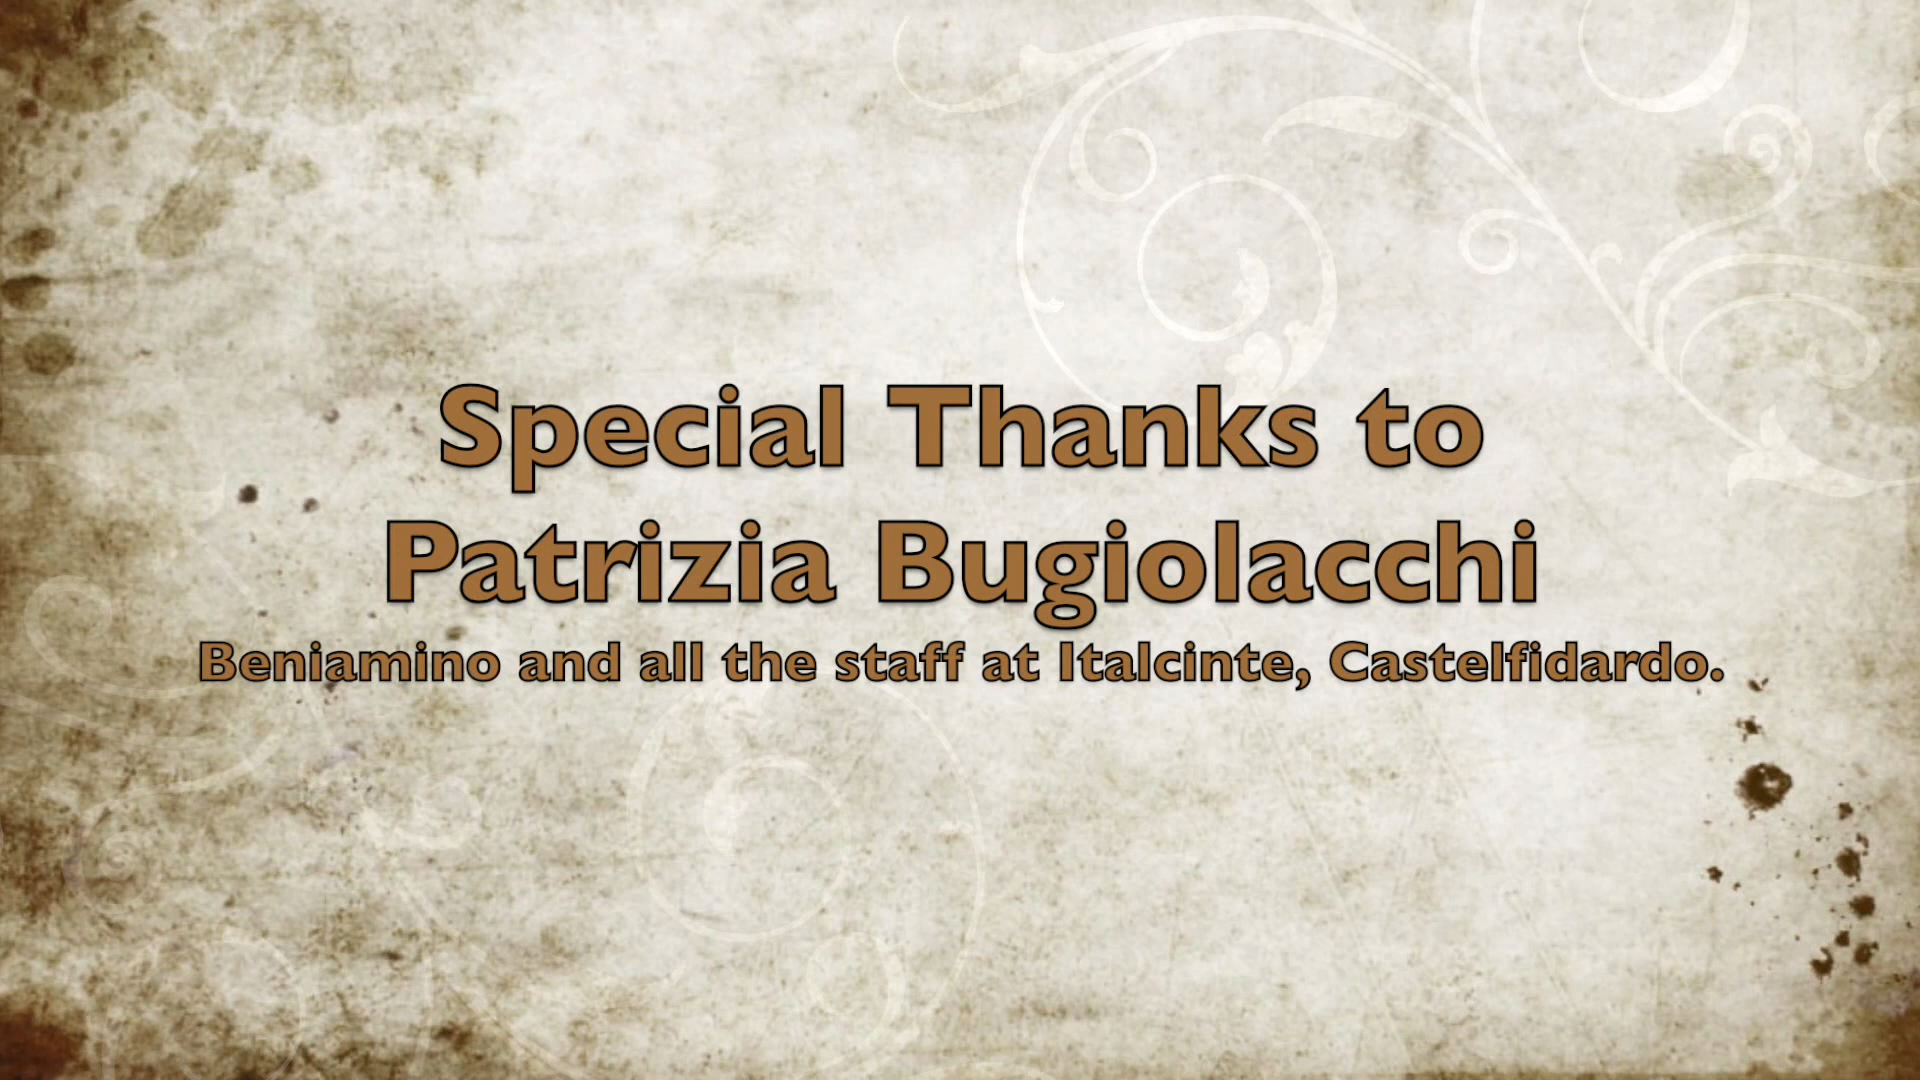 Special Thanks to
Patrizia Bugiolacchi
Beniamino and all the staff at Italcinte, Castelfidardo.